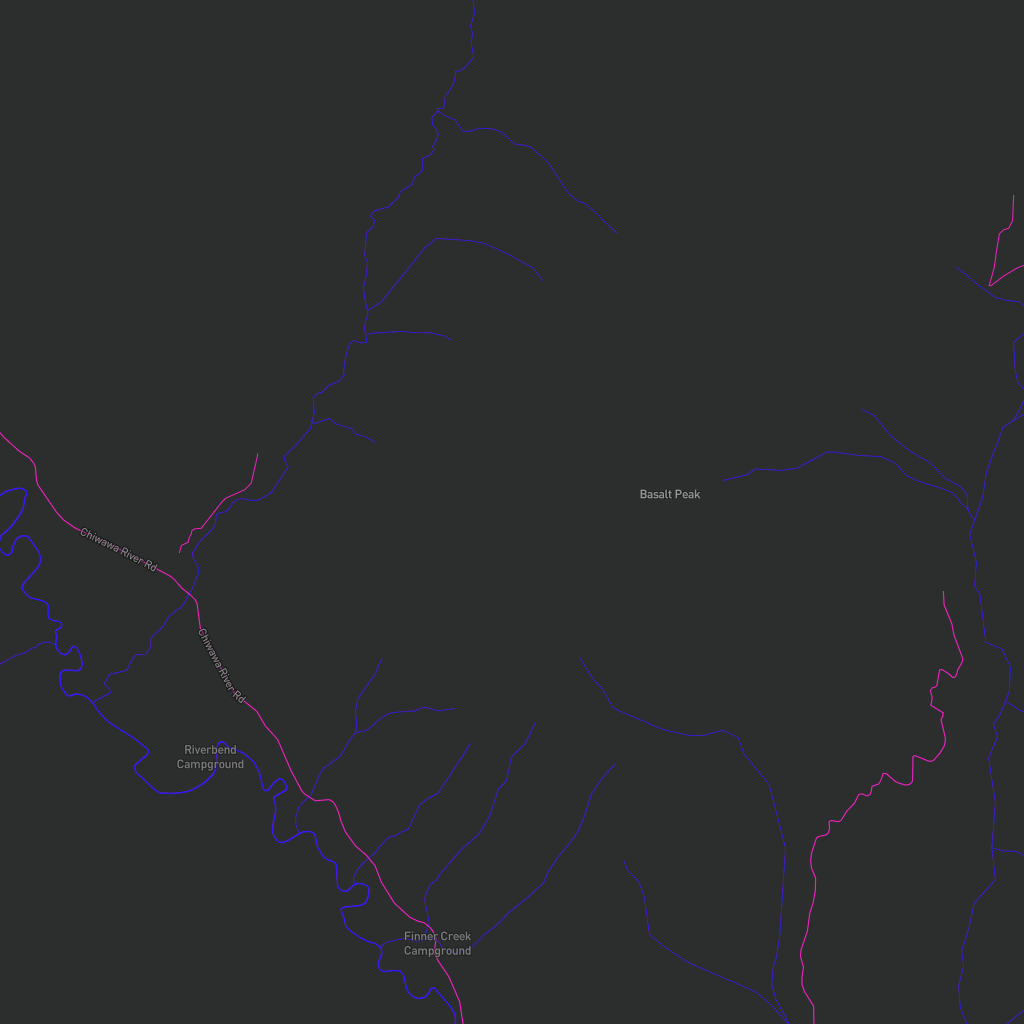 Basalt Peak
Chiwawa River Rd
Chiwawa River Rd
Riverbend
Campground
Finner Creek
Campground